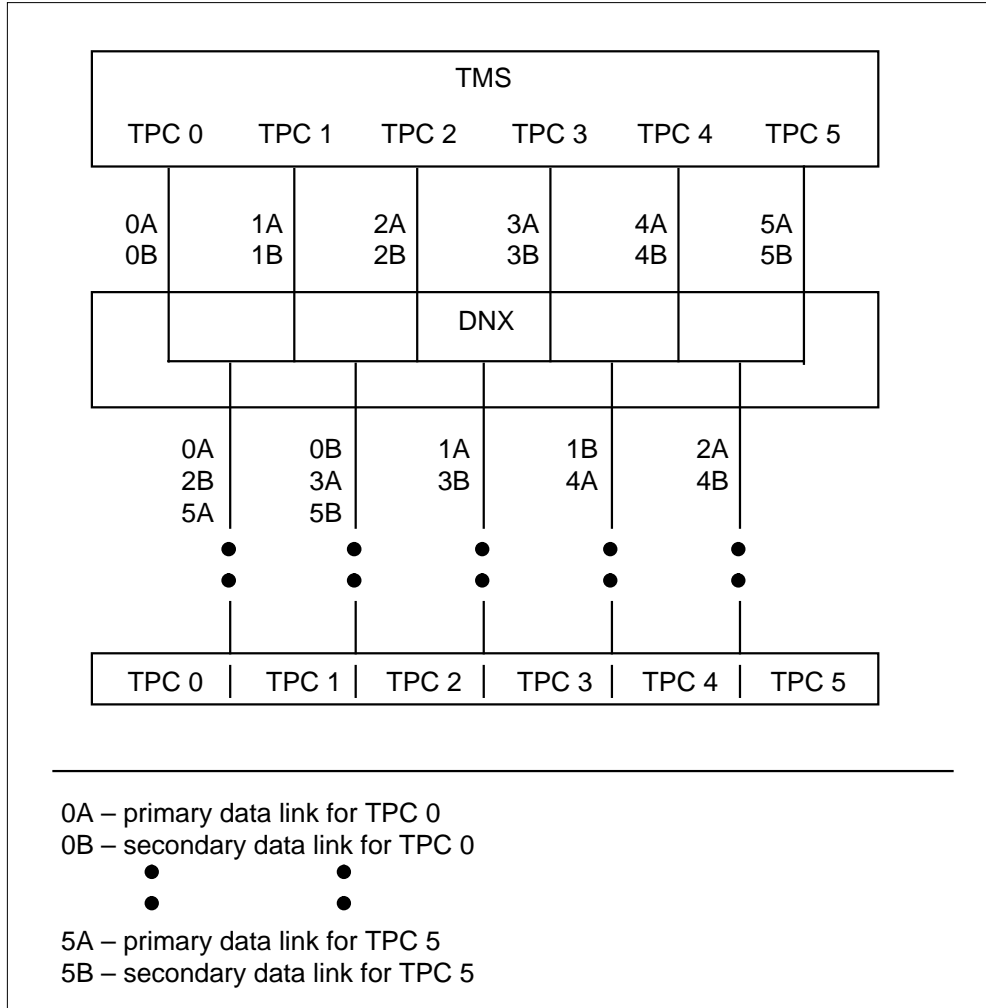 TMS
TPC 0 TPC 1 TPC 2 TPC 3 TPC 4 TPC 5
0A 1A 2A 3A 4A 5A
0B 1B 2B 3B 4B 5B
DNX
0A 0B 1A 1B 2A
2B 3A 3B 4A 4B
5A 5B
TPC 0 TPC 1 TPC 2 TPC 3 TPC 4 TPC 5
0A – primary data link for TPC 0
0B – secondary data link for TPC 0
5A – primary data link for TPC 5
5B – secondary data link for TPC 5